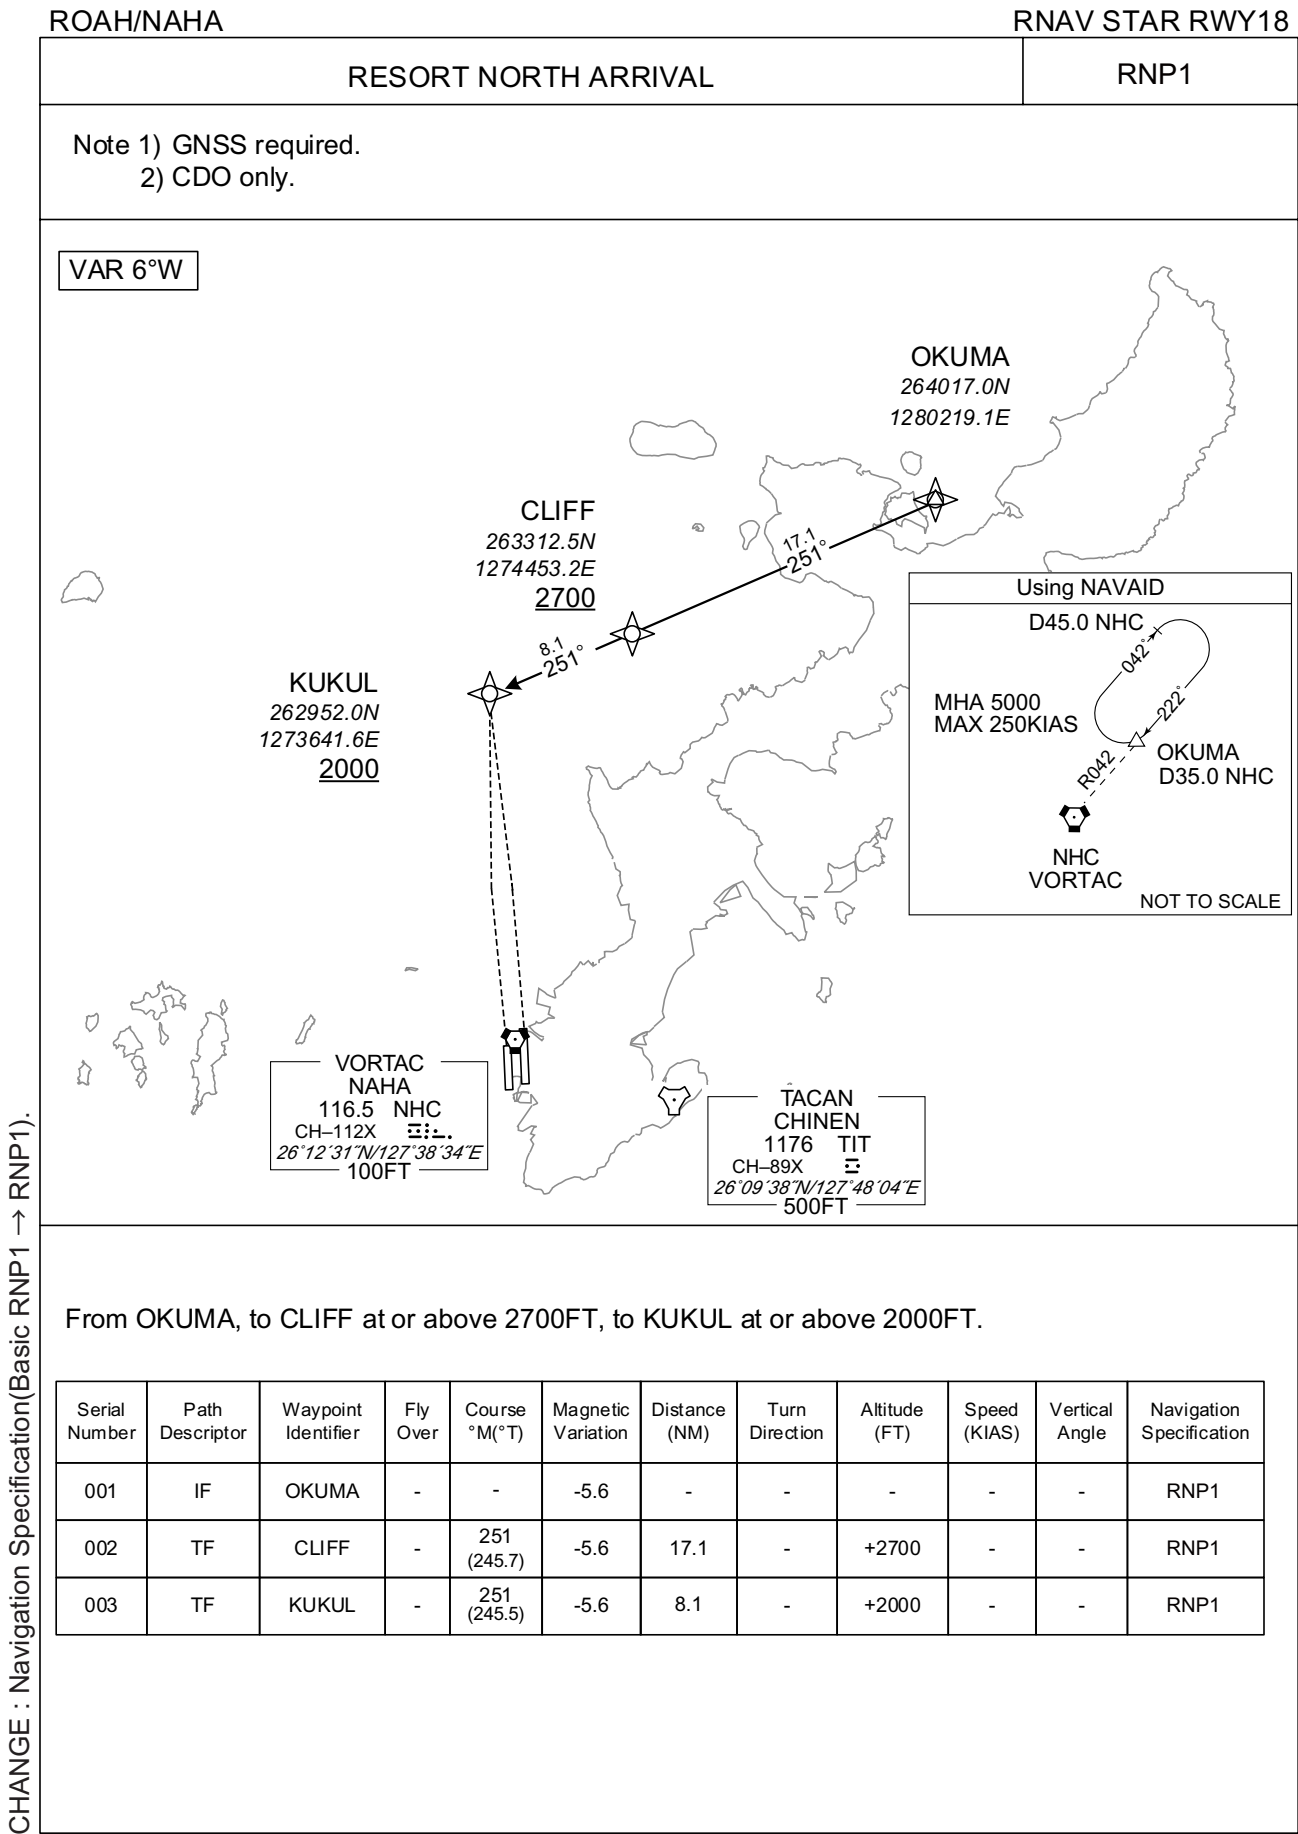 ROAH/NAHA
RNAV STAR RWY18
RESORT NORTH ARRIVAL
RNP1
Note 1) GNSS required.
2) CDO only.
VAR 6°W
OKUMA
264017.0N
1280219.1E
CLIFF
263312.5N
1274453.2E
2700
17.1
251°
8.1
251°
KUKUL
262952.0N
1273641.6E
2000
Using NAVAID
D45.0 NHC
042°
222°
MHA 5000
MAX 250KIAS
OKUMA
D35.0 NHC
R042
NHC
VORTAC
NOT TO SCALE
VORTAC
NAHA
116.5 NHC
CH–112X
26°12´31˝N/127°38´34˝E
100FT
TACAN
CHINEN
1176 TIT
CH–89X
26°09´38˝N/127°48´04˝E
500FT
From OKUMA, to CLIFF at or above 2700FT, to KUKUL at or above 2000FT.
Serial Number | Path Descriptor | Waypoint Identifier | Fly Over | Course °M(°T) | Magnetic Variation | Distance (NM) | Turn Direction | Altitude (FT) | Speed (KIAS) | Vertical Angle | Navigation Specification
001 | IF | OKUMA | - | - | -5.6 | - | - | - | - | - | RNP1
002 | TF | CLIFF | - | 251 (245.7) | -5.6 | 17.1 | - | +2700 | - | - | RNP1
003 | TF | KUKUL | - | 251 (245.5) | -5.6 | 8.1 | - | +2000 | - | - | RNP1
CHANGE : Navigation Specification(Basic RNP1 → RNP1).